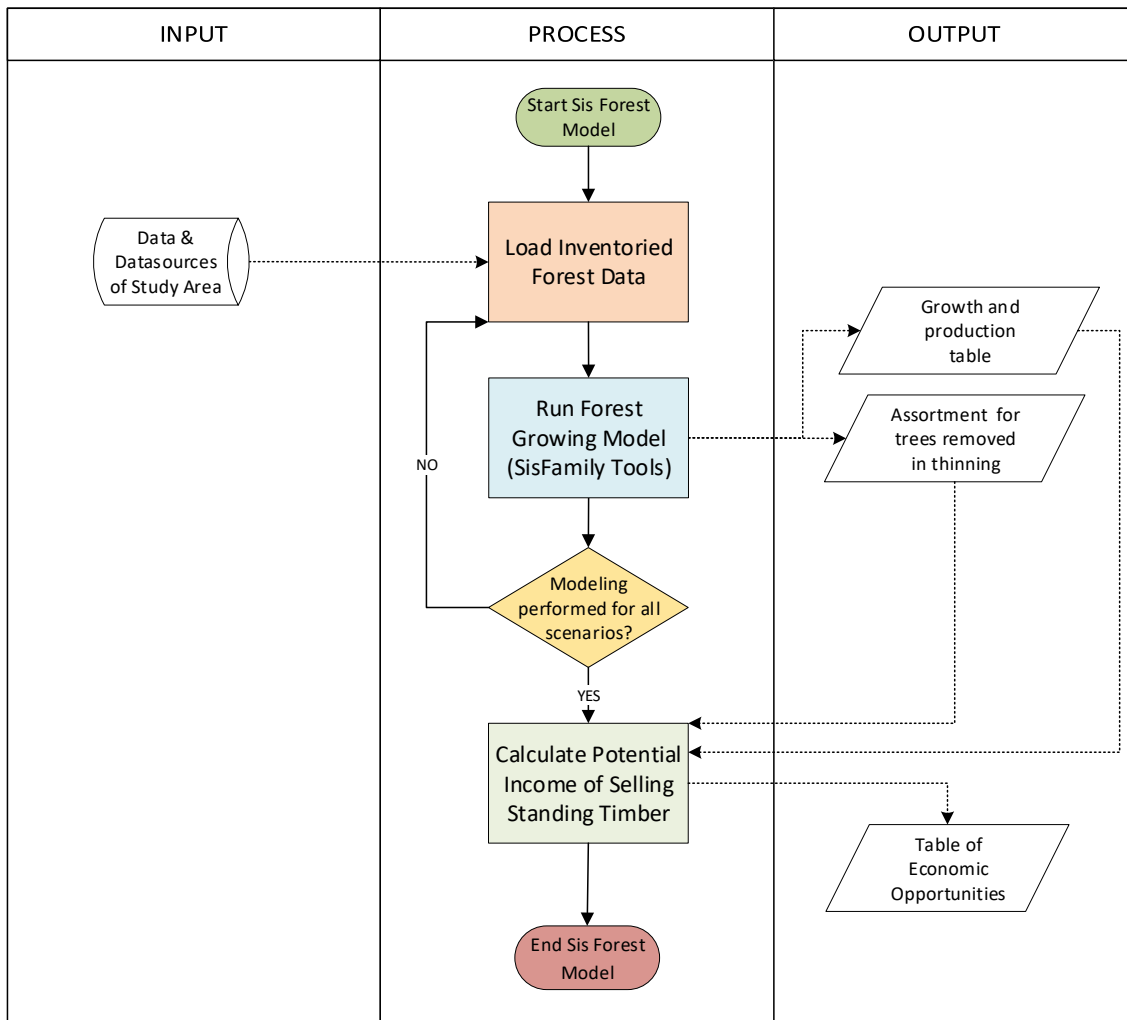 INPUT
PROCESS
OUTPUT
Start Sis Forest
Model
Data &
Datasources
of Study Area
Load Inventoried
Forest Data
Growth and
production
table
Run Forest
Growing Model
(SisFamily Tools)
Assortment for
trees removed
in thinning
NO
Modeling
performed for all
scenarios?
YES
Calculate Potential
Income of Selling
Standing Timber
Table of
Economic
Opportunities
End Sis Forest
Model